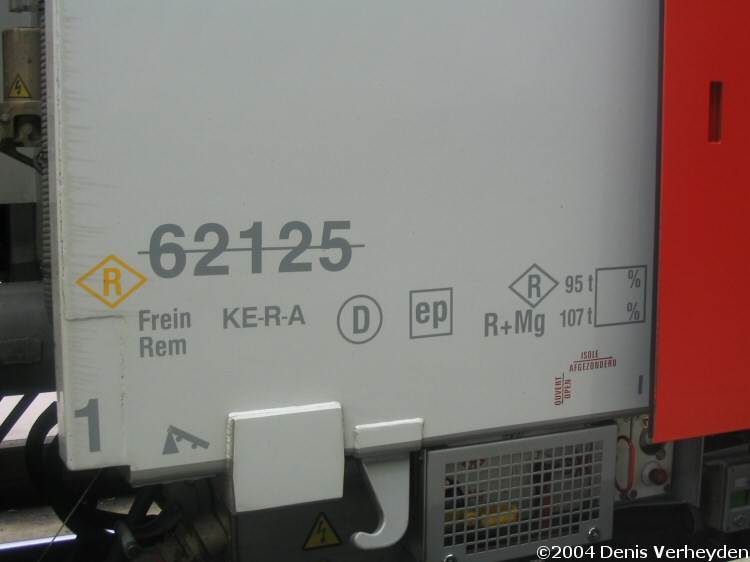 62125
R
Frein KE-R-A D ep R 95 t %
Rem R+Mg 107 t %
ISOLE
AFGEZONDERD
OUVERT
OPEN
1
©2004 Denis Verheyden